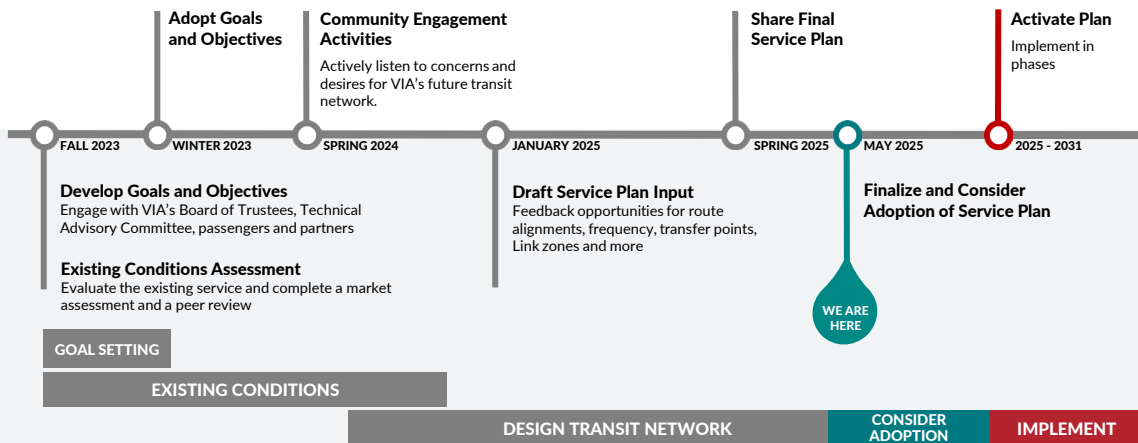 Adopt Goals
and Objectives
Community Engagement
Activities
Actively listen to concerns and
desires for VIA's future transit
network.
Share Final
Service Plan
Activate Plan
Implement in
phases
FALL 2023
WINTER 2023
SPRING 2024
JANUARY 2025
SPRING 2025
MAY 2025
2025 - 2031
Develop Goals and Objectives
Engage with VIA's Board of Trustees, Technical
Advisory Committee, passengers and partners
Existing Conditions Assessment
Evaluate the existing service and complete a market
assessment and a peer review
Draft Service Plan Input
Feedback opportunities for route
alignments, frequency, transfer points,
Link zones and more
Finalize and Consider
Adoption of Service Plan
WE ARE
HERE
GOAL SETTING
EXISTING CONDITIONS
DESIGN TRANSIT NETWORK
CONSIDER
ADOPTION
IMPLEMENT